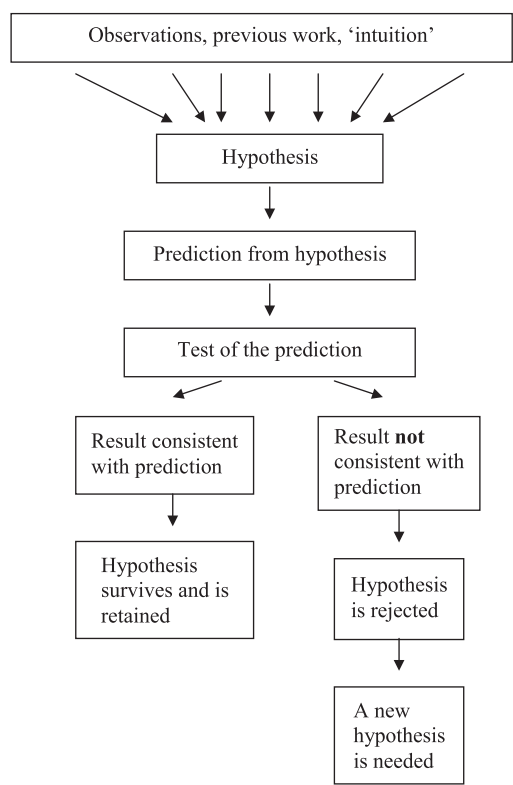 Observations, previous work, ‘intuition’
Hypothesis
Prediction from hypothesis
Test of the prediction
Result consistent
with prediction
Result not
consistent with
prediction
Hypothesis
survives and is
retained
Hypothesis
is rejected
A new
hypothesis
is needed